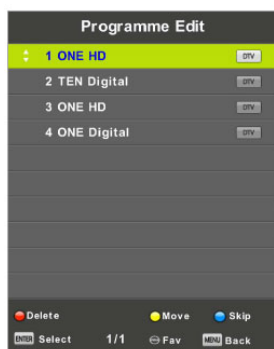 Programme Edit
1 ONE HD DTV
2 TEN Digital DTV
3 ONE HD DTV
4 ONE Digital DTV
Delete Move Skip
ENTER Select 1/1 Fav MENU Back